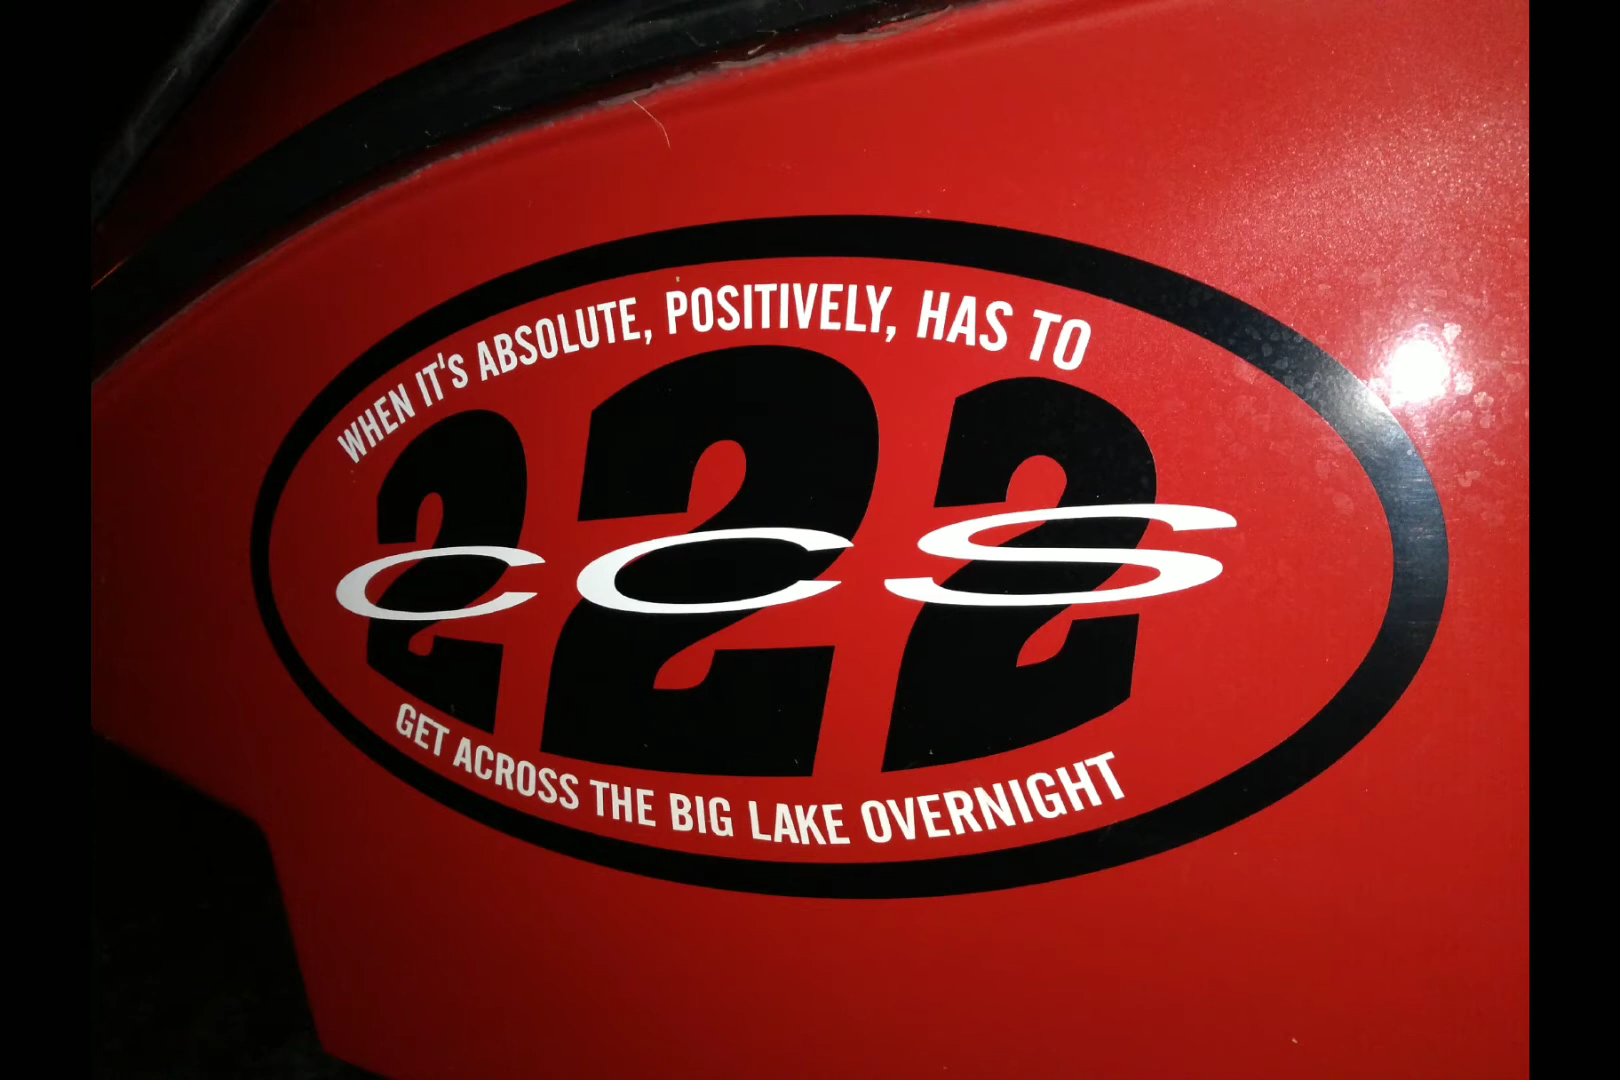 WHEN IT'S ABSOLUTE, POSITIVELY, HAS TO
222
CCS
GET ACROSS THE BIG LAKE OVERNIGHT